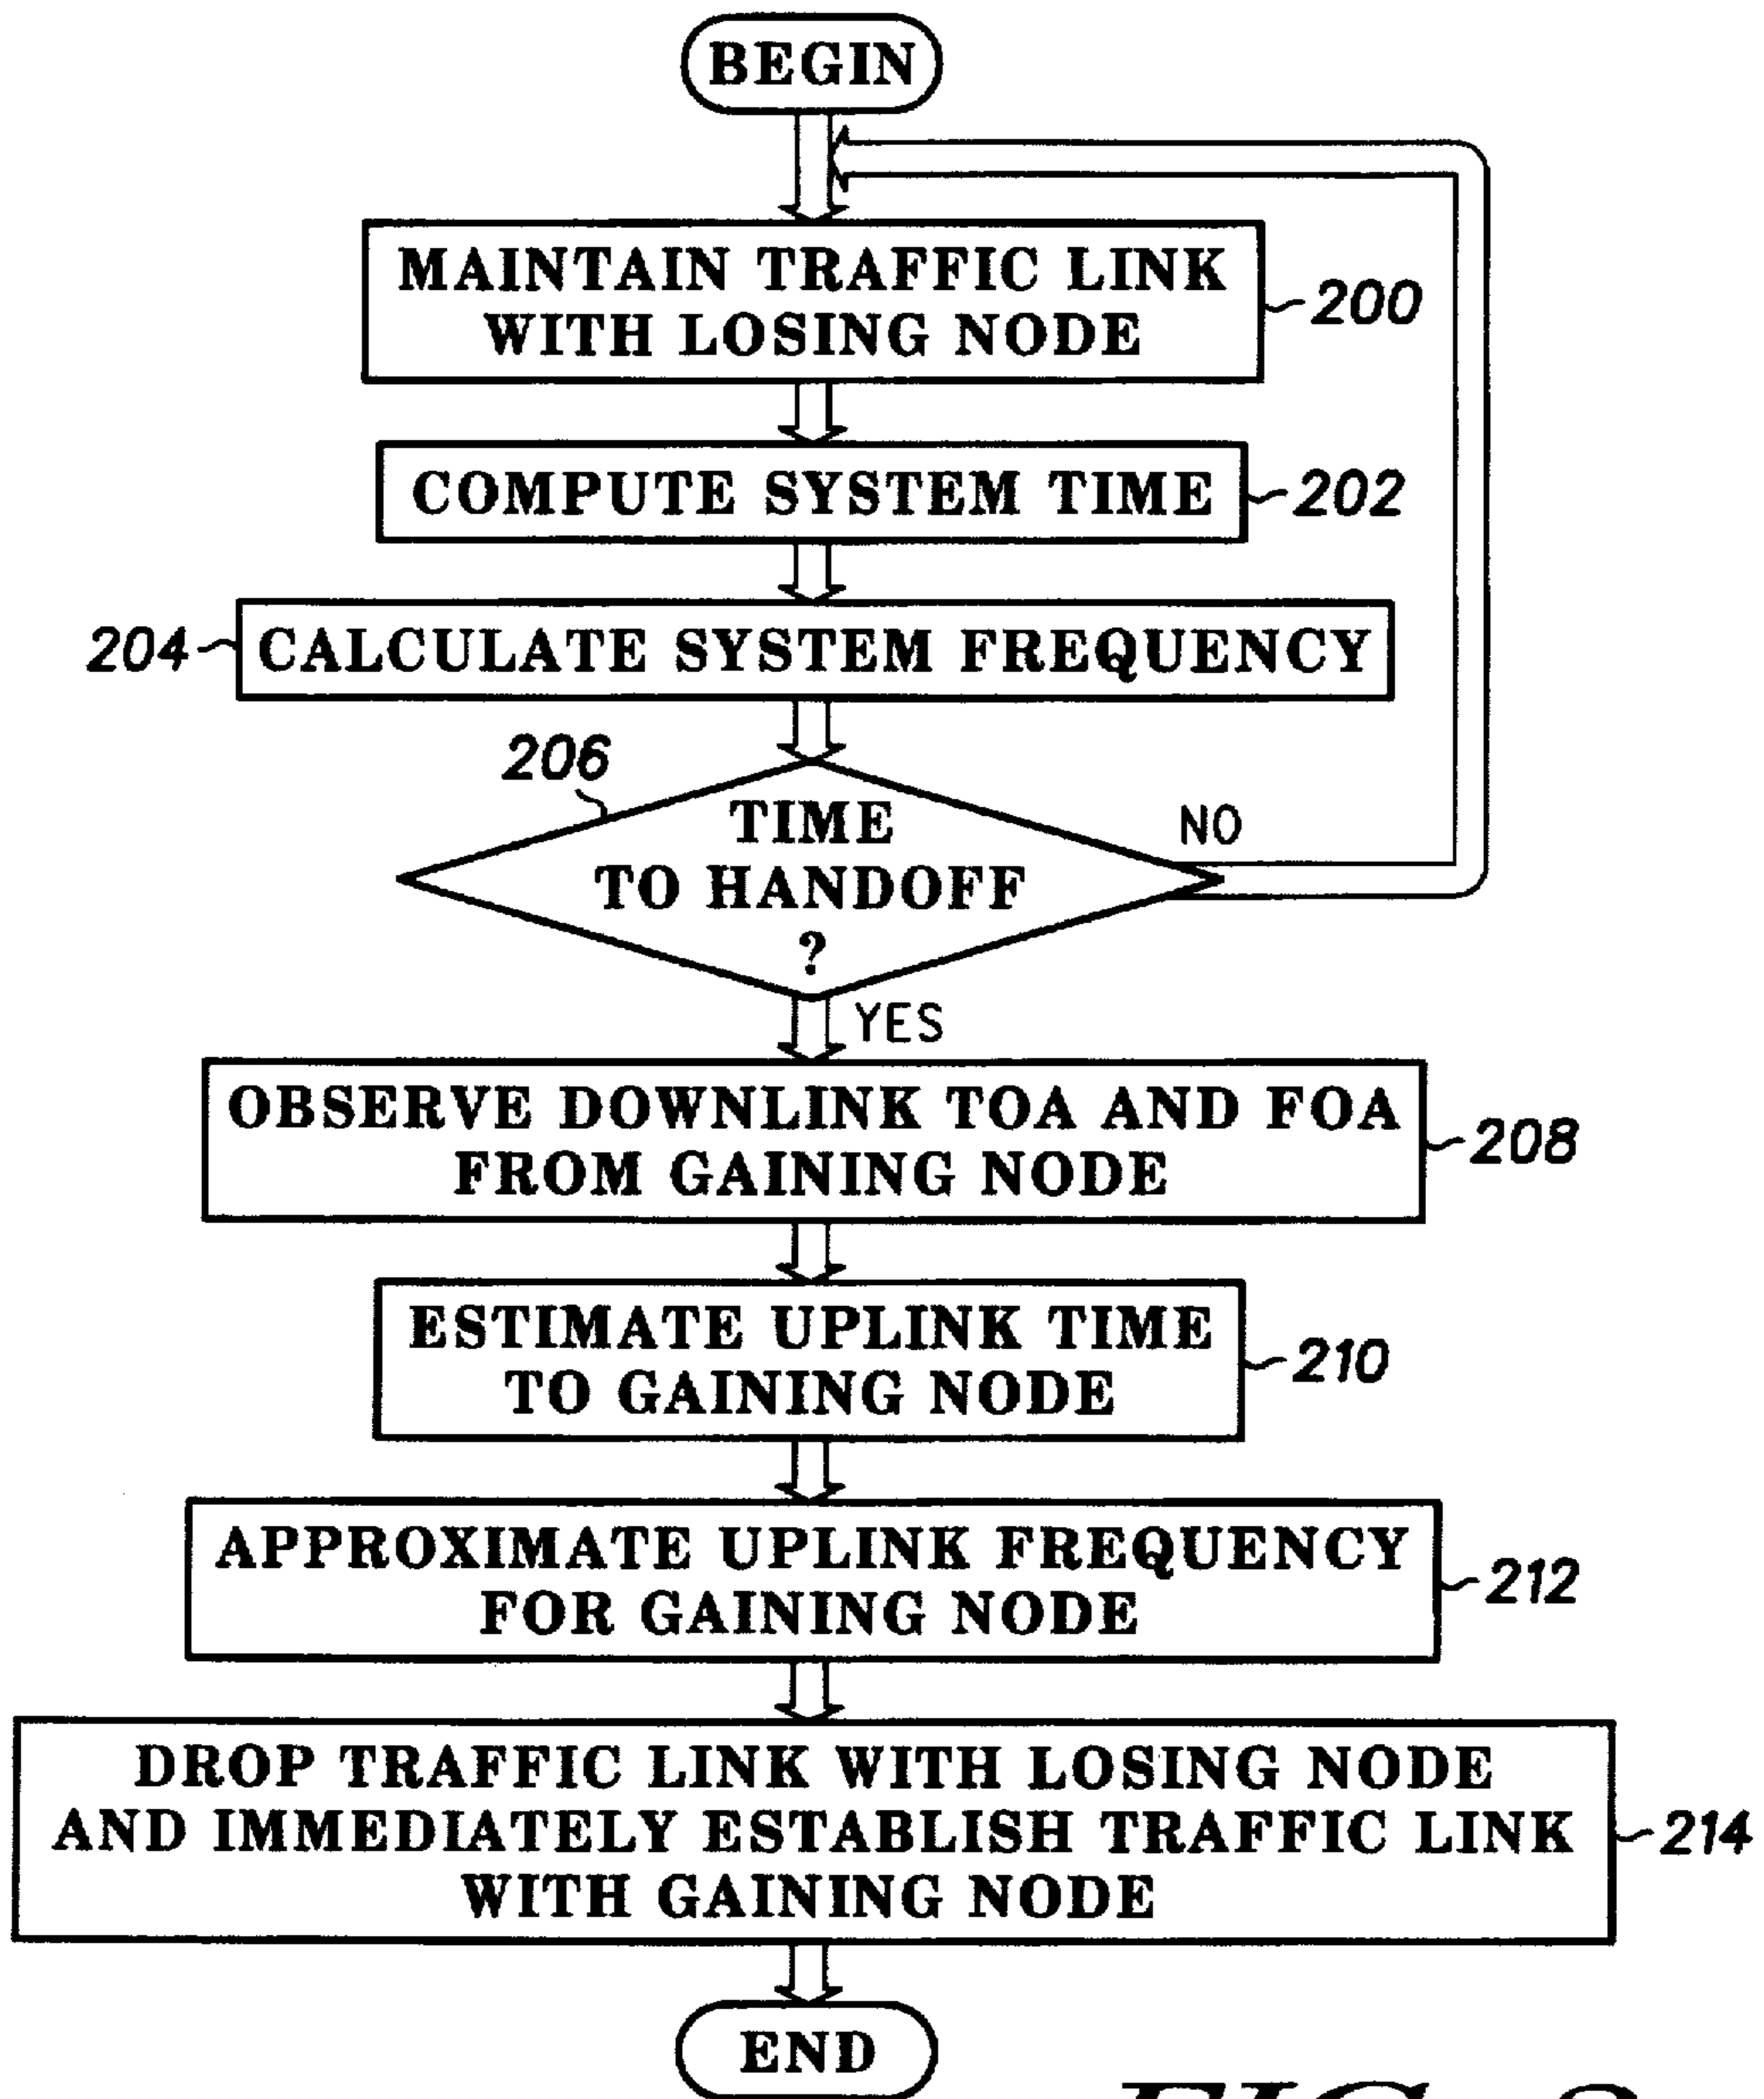 BEGIN
MAINTAIN TRAFFIC LINK
WITH LOSING NODE
200
COMPUTE SYSTEM TIME
202
204
CALCULATE SYSTEM FREQUENCY
206
TIME
TO HANDOFF
?
NO
YES
OBSERVE DOWNLINK TOA AND FOA
FROM GAINING NODE
208
ESTIMATE UPLINK TIME
TO GAINING NODE
210
APPROXIMATE UPLINK FREQUENCY
FOR GAINING NODE
212
DROP TRAFFIC LINK WITH LOSING NODE
AND IMMEDIATELY ESTABLISH TRAFFIC LINK
WITH GAINING NODE
214
END